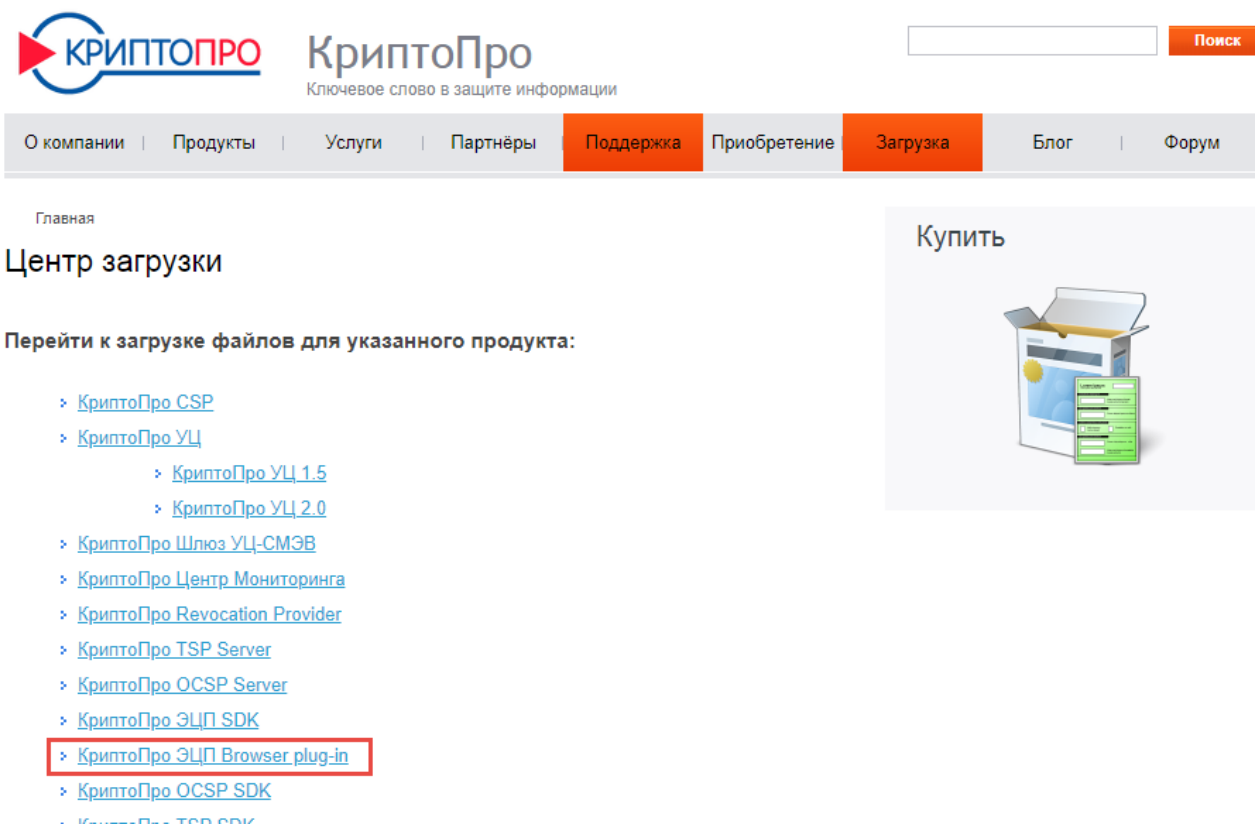 КРИПТОПРО
КриптоПро
Ключевое слово в защите информации
Поиск
О компании | Продукты | Услуги | Партнёры | Поддержка Приобретение | Загрузка Блог | Форум
Главная
Центр загрузки
Купить
Перейти к загрузке файлов для указанного продукта:
КриптоПро CSP
КриптоПро УЦ
КриптоПро УЦ 1.5
КриптоПро УЦ 2.0
КриптоПро Шлюз УЦ-СМЭВ
КриптоПро Центр Мониторинга
КриптоПро Revocation Provider
КриптоПро TSP Server
КриптоПро OCSP Server
КриптоПро ЭЦП SDK
КриптоПро ЭЦП Browser plug-in
КриптоПро OCSP SDK
КриптоПро TSP SDK